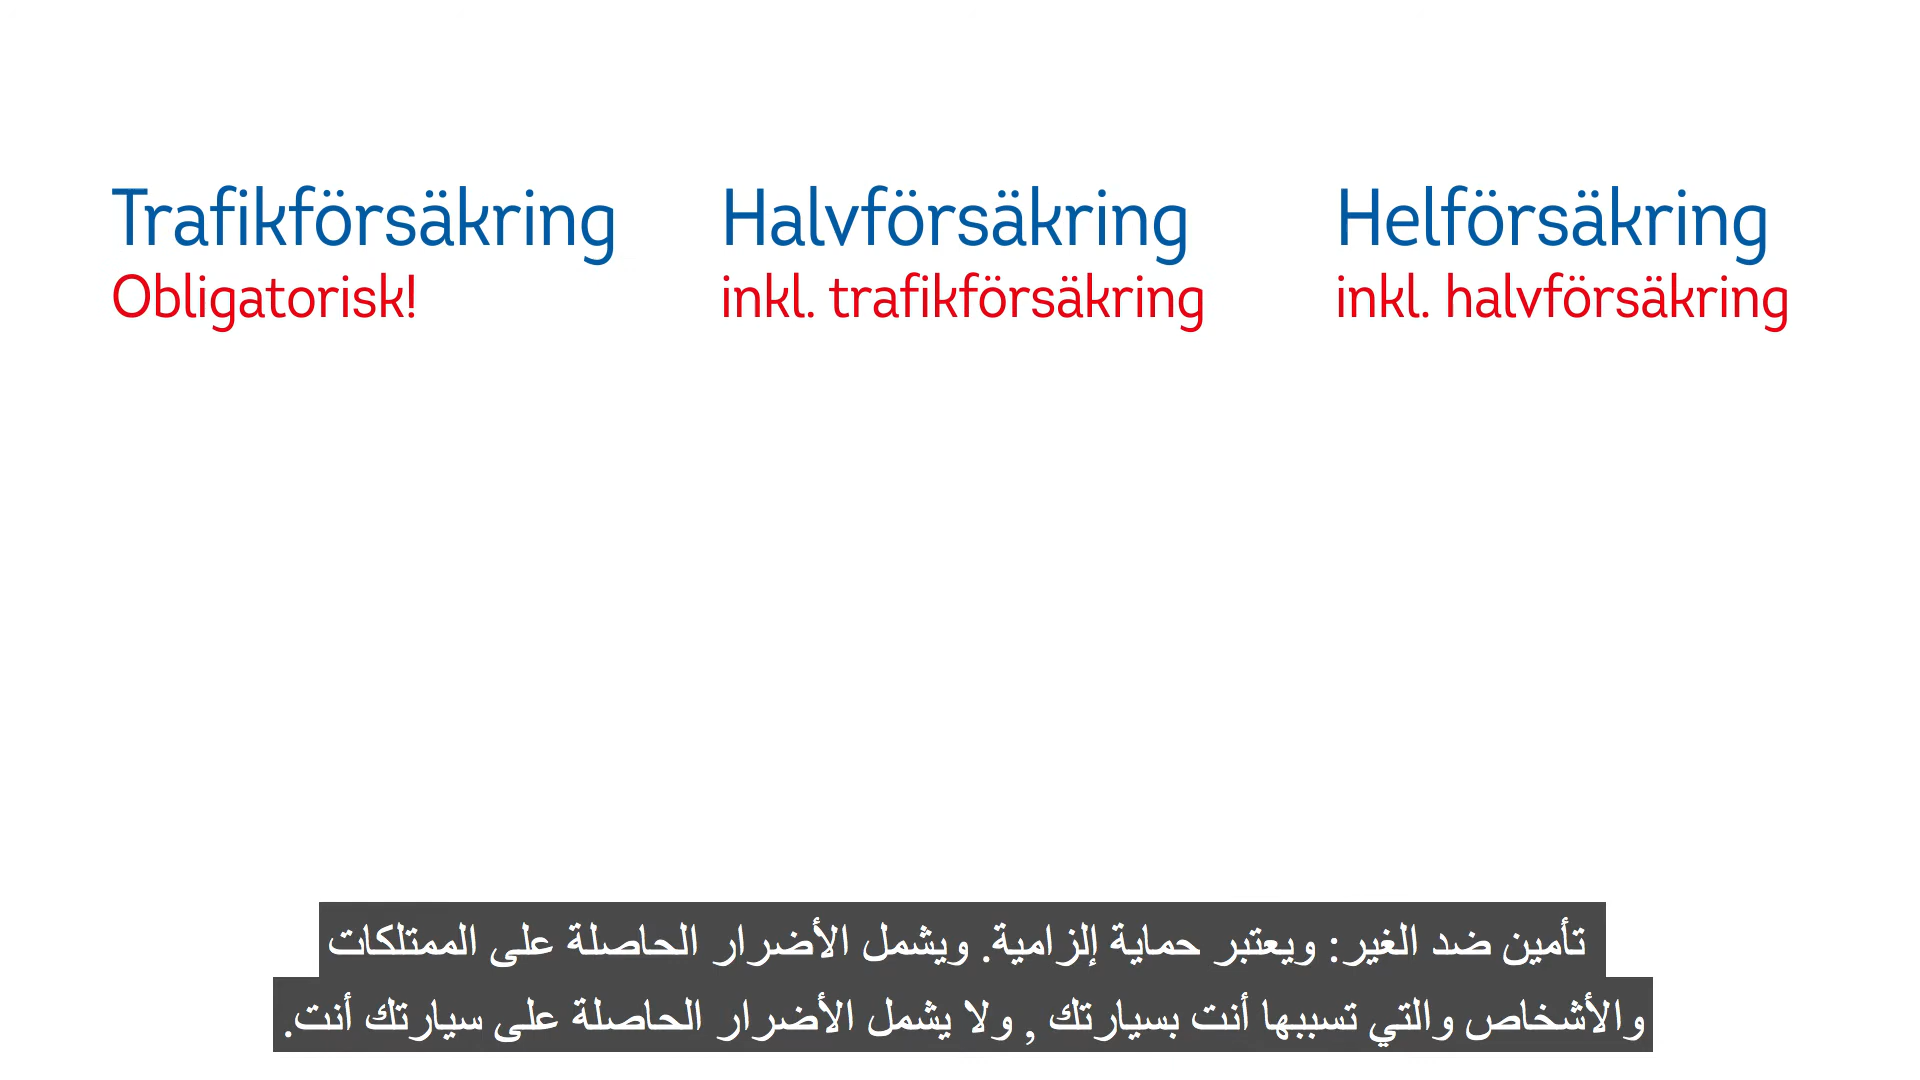 Trafikförsäkring
Obligatorisk!
Halvförsäkring
inkl. trafikförsäkring
Helförsäkring
inkl. halvförsäkring
تأمين ضد الغير: ويعتبر حماية إلزامية. ويشمل الأضرار الحاصلة على الممتلكات
والأشخاص والتي تسببها أنت بسيارتك , ولا يشمل الأضرار الحاصلة على سيارتك أنت.